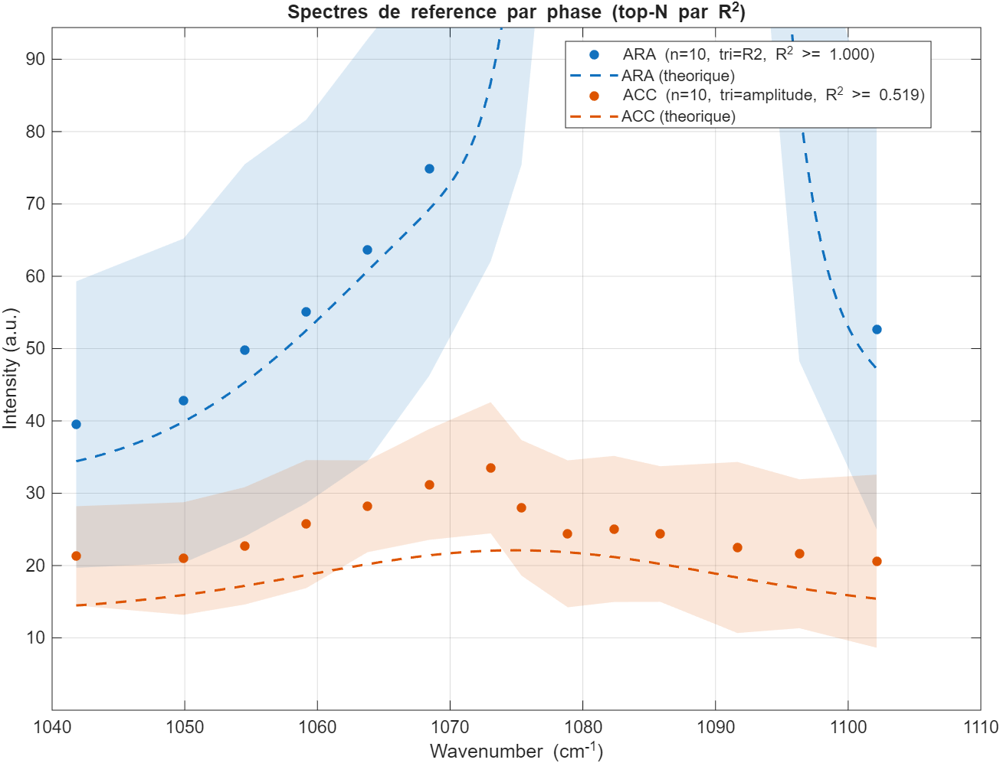 Spectres de reference par phase (top-N par R²)
ARA (n=10, tri=R2, R² >= 1.000)
ARA (theorique)
ACC (n=10, tri=amplitude, R² >= 0.519)
ACC (theorique)
Intensity (a.u.)
90
80
70
60
50
40
30
20
10
1040 1050 1060 1070 1080 1090 1100 1110
Wavenumber (cm⁻¹)